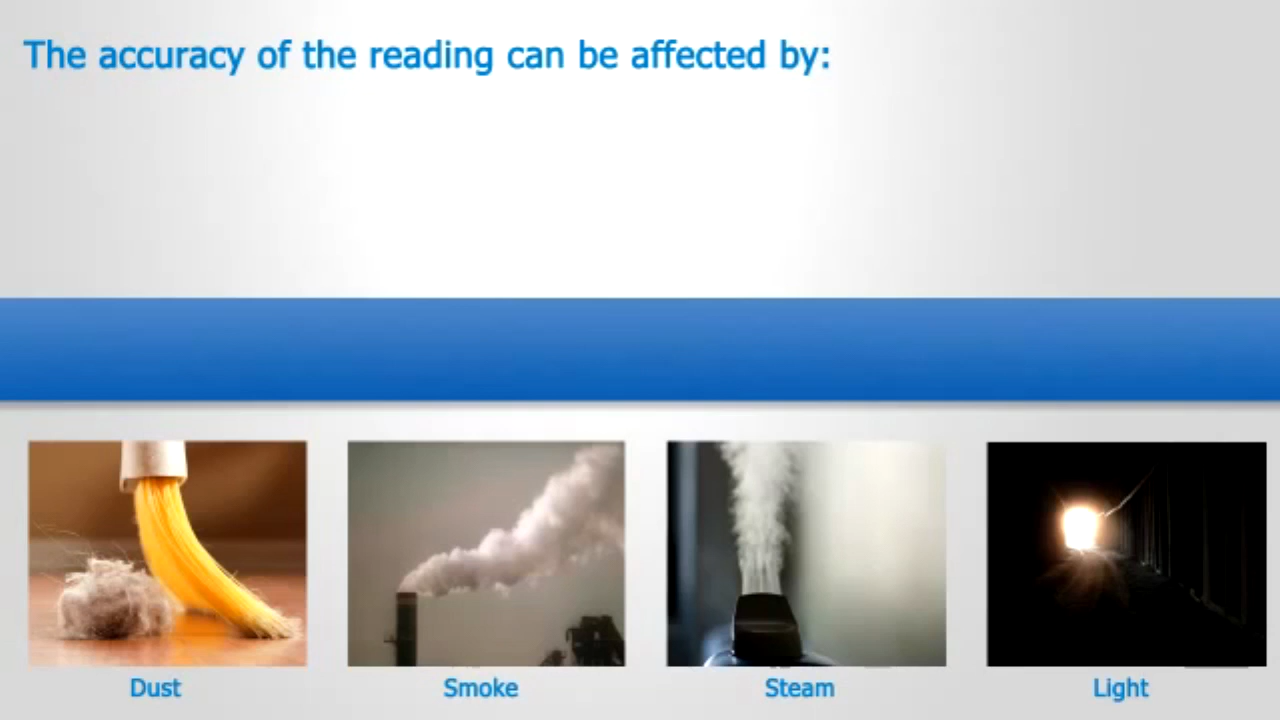 The accuracy of the reading can be affected by:
Dust
Smoke
Steam
Light